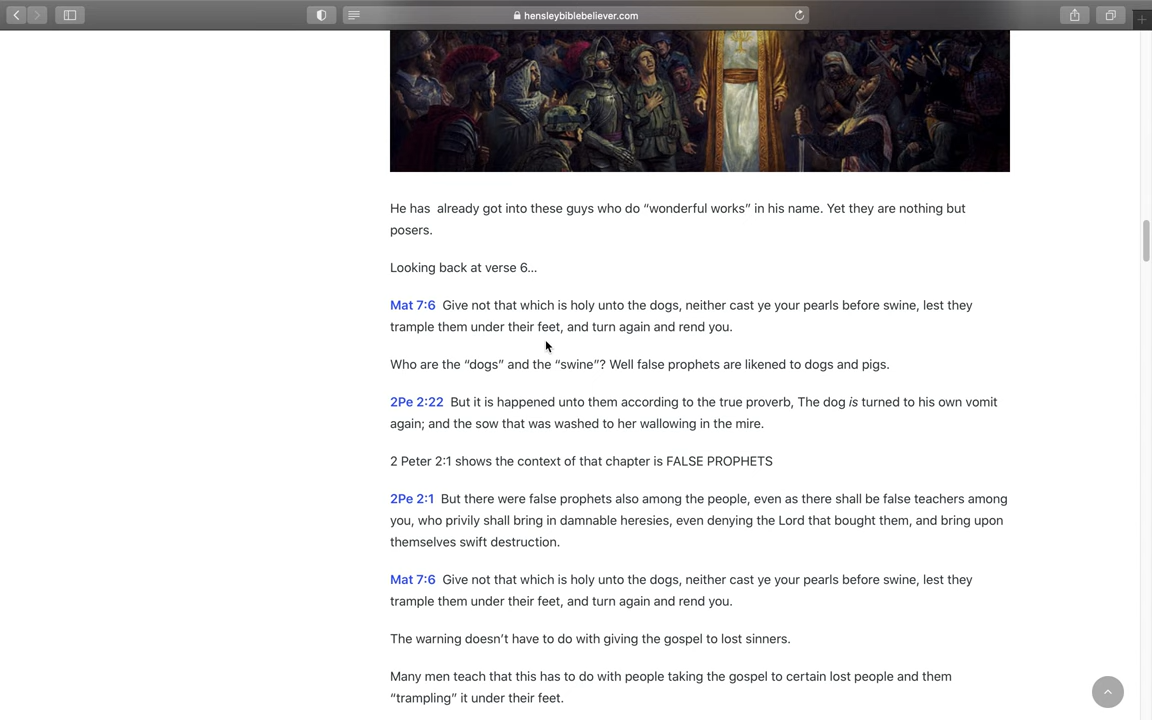 hensleybiblebeliever.com
He has already got into these guys who do “wonderful works” in his name. Yet they are nothing but
posers.
Looking back at verse 6...
Mat 7:6 Give not that which is holy unto the dogs, neither cast ye your pearls before swine, lest they
trample them under their feet, and turn again and rend you.
Who are the “dogs” and the “swine”? Well false prophets are likened to dogs and pigs.
2Pe 2:22 But it is happened unto them according to the true proverb, The dog is turned to his own vomit
again; and the sow that was washed to her wallowing in the mire.
2 Peter 2:1 shows the context of that chapter is FALSE PROPHETS
2Pe 2:1 But there were false prophets also among the people, even as there shall be false teachers among
you, who privily shall bring in damnable heresies, even denying the Lord that bought them, and bring upon
themselves swift destruction.
Mat 7:6 Give not that which is holy unto the dogs, neither cast ye your pearls before swine, lest they
trample them under their feet, and turn again and rend you.
The warning doesn’t have to do with giving the gospel to lost sinners.
Many men teach that this has to do with people taking the gospel to certain lost people and them
“trampling” it under their feet.